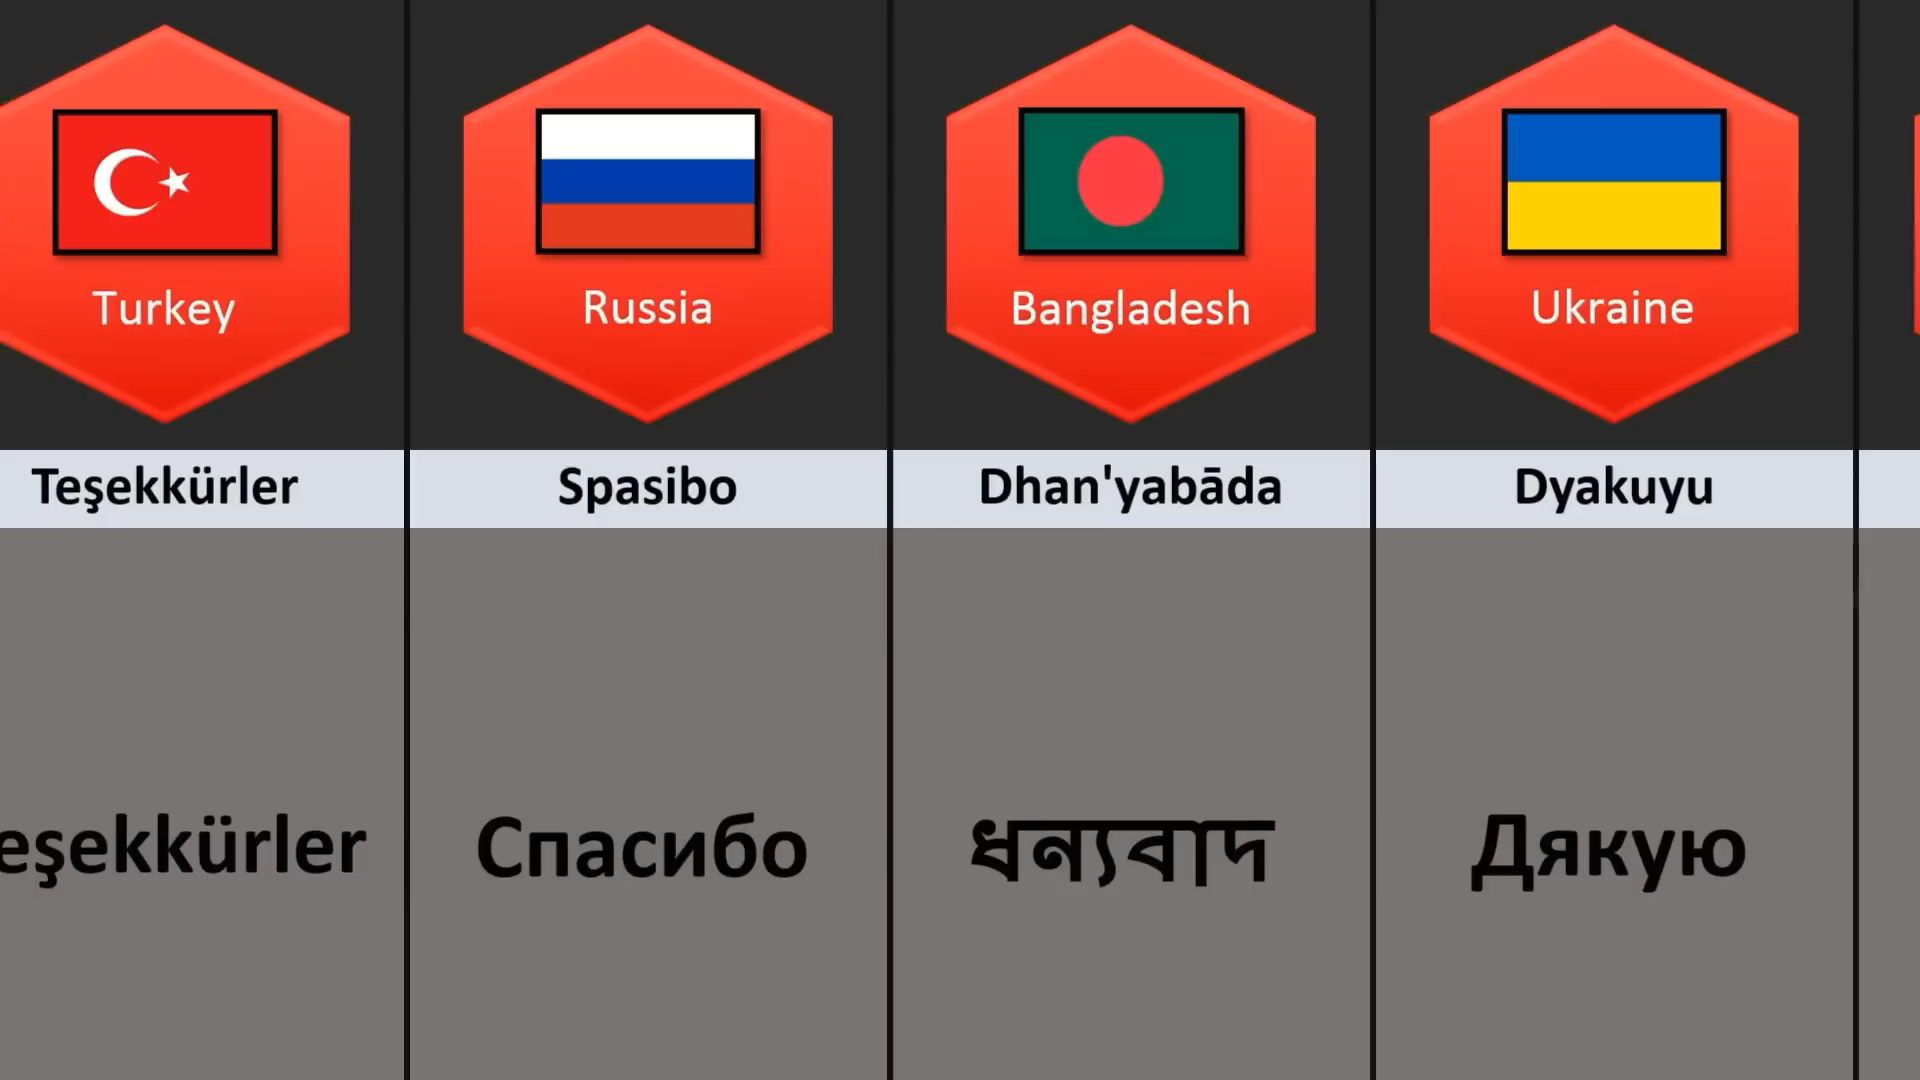 Turkey
Russia
Bangladesh
Ukraine
Teşekkürler
Spasibo
Dhan'yabāda
Dyakuyu
eşekkürler
Спасибо
ধন্যবাদ
Дякую